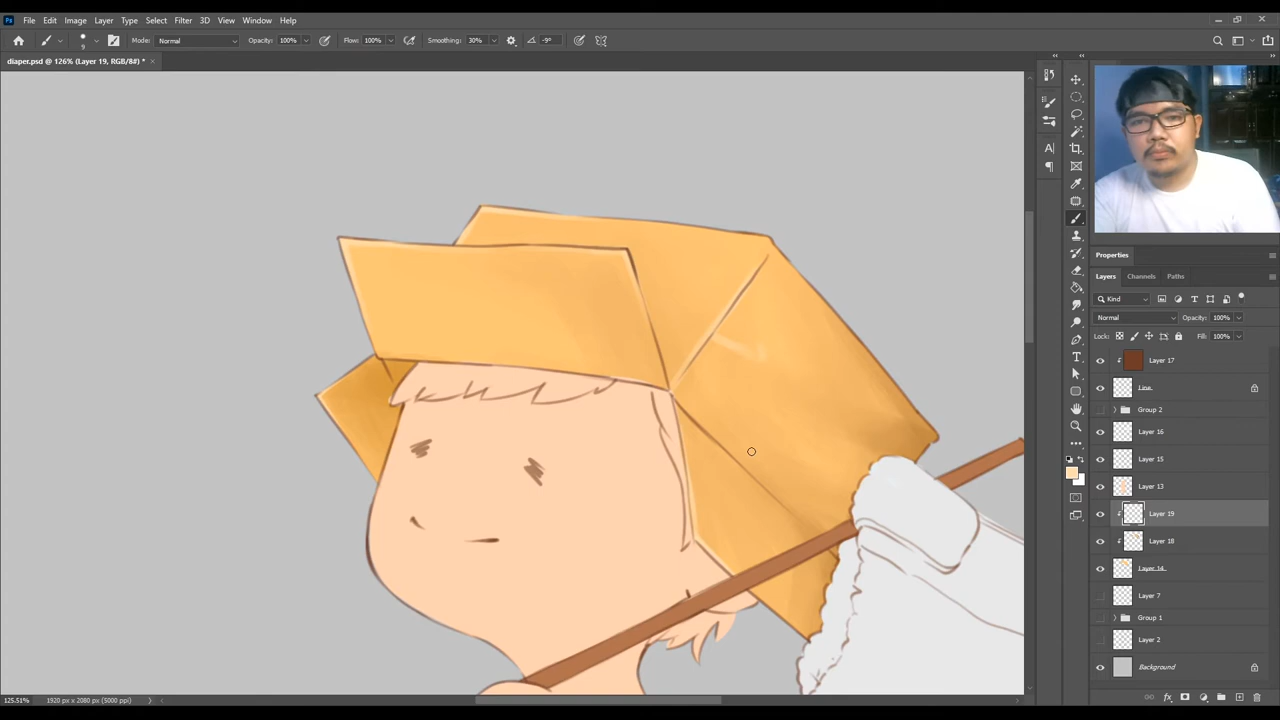 File Edit Image Layer Type Select Filter 3D View Window Help
Mode: Normal Opacity: 100% Flow: 100% Smoothing: 30% -9°
diaper.psd @ 126% (Layer 19, RGB/8#) *
Properties
Layers Channels Paths
Kind
Normal Opacity: 100%
Lock: Fill: 100%
Layer 17
Line
Group 2
Layer 16
Layer 15
Layer 13
Layer 19
Layer 18
Layer 14
Layer 7
Group 1
Layer 2
Background
125.51% 1920 px x 2080 px (5000 ppi)